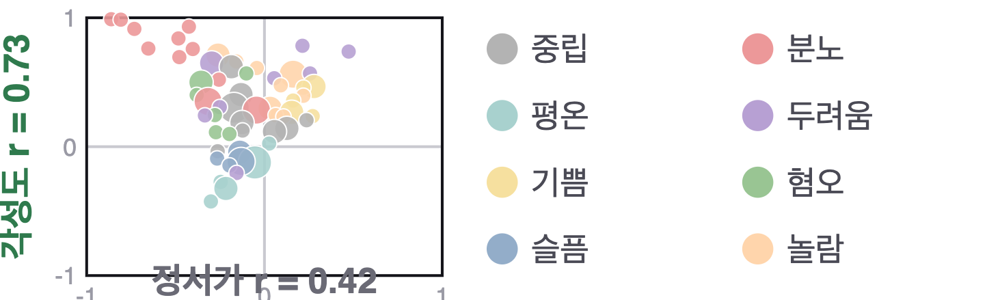 각성도 r = 0.73
1
0
-1
-1
0
1
정서가 r = 0.42
중립
분노
평온
두려움
기쁨
혐오
슬픔
놀람